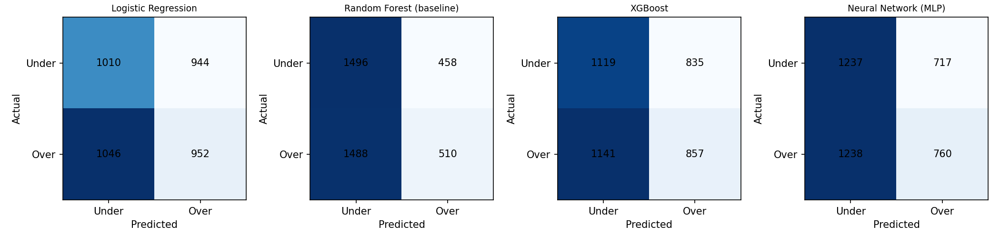 Logistic Regression
Under
1010
944
Over
1046
952
Under
Over
Predicted
Actual
Random Forest (baseline)
Under
1496
458
Over
1488
510
Under
Over
Predicted
Actual
XGBoost
Under
1119
835
Over
1141
857
Under
Over
Predicted
Actual
Neural Network (MLP)
Under
1237
717
Over
1238
760
Under
Over
Predicted
Actual